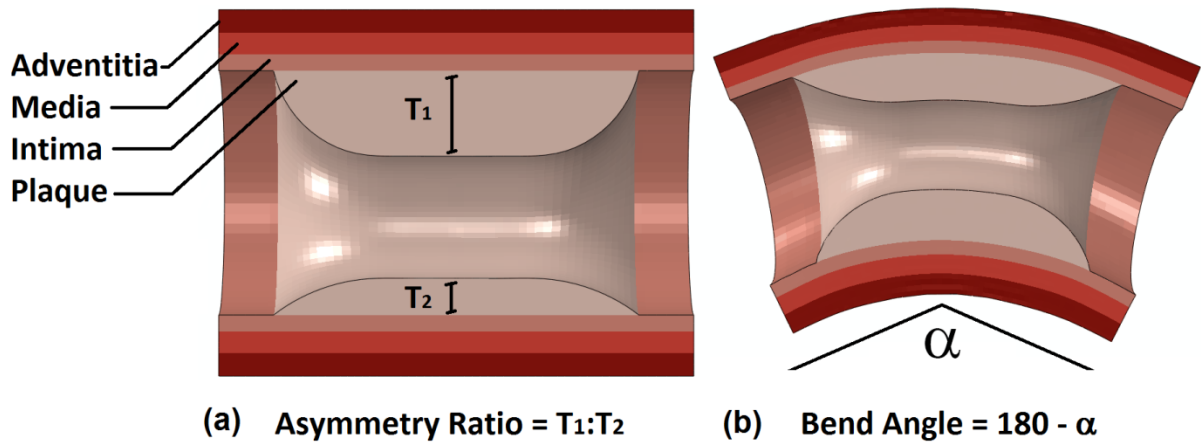 Adventitia
Media
Intima
Plaque
T₁
T₂
α
(a) Asymmetry Ratio = T₁:T₂
(b) Bend Angle = 180 - α